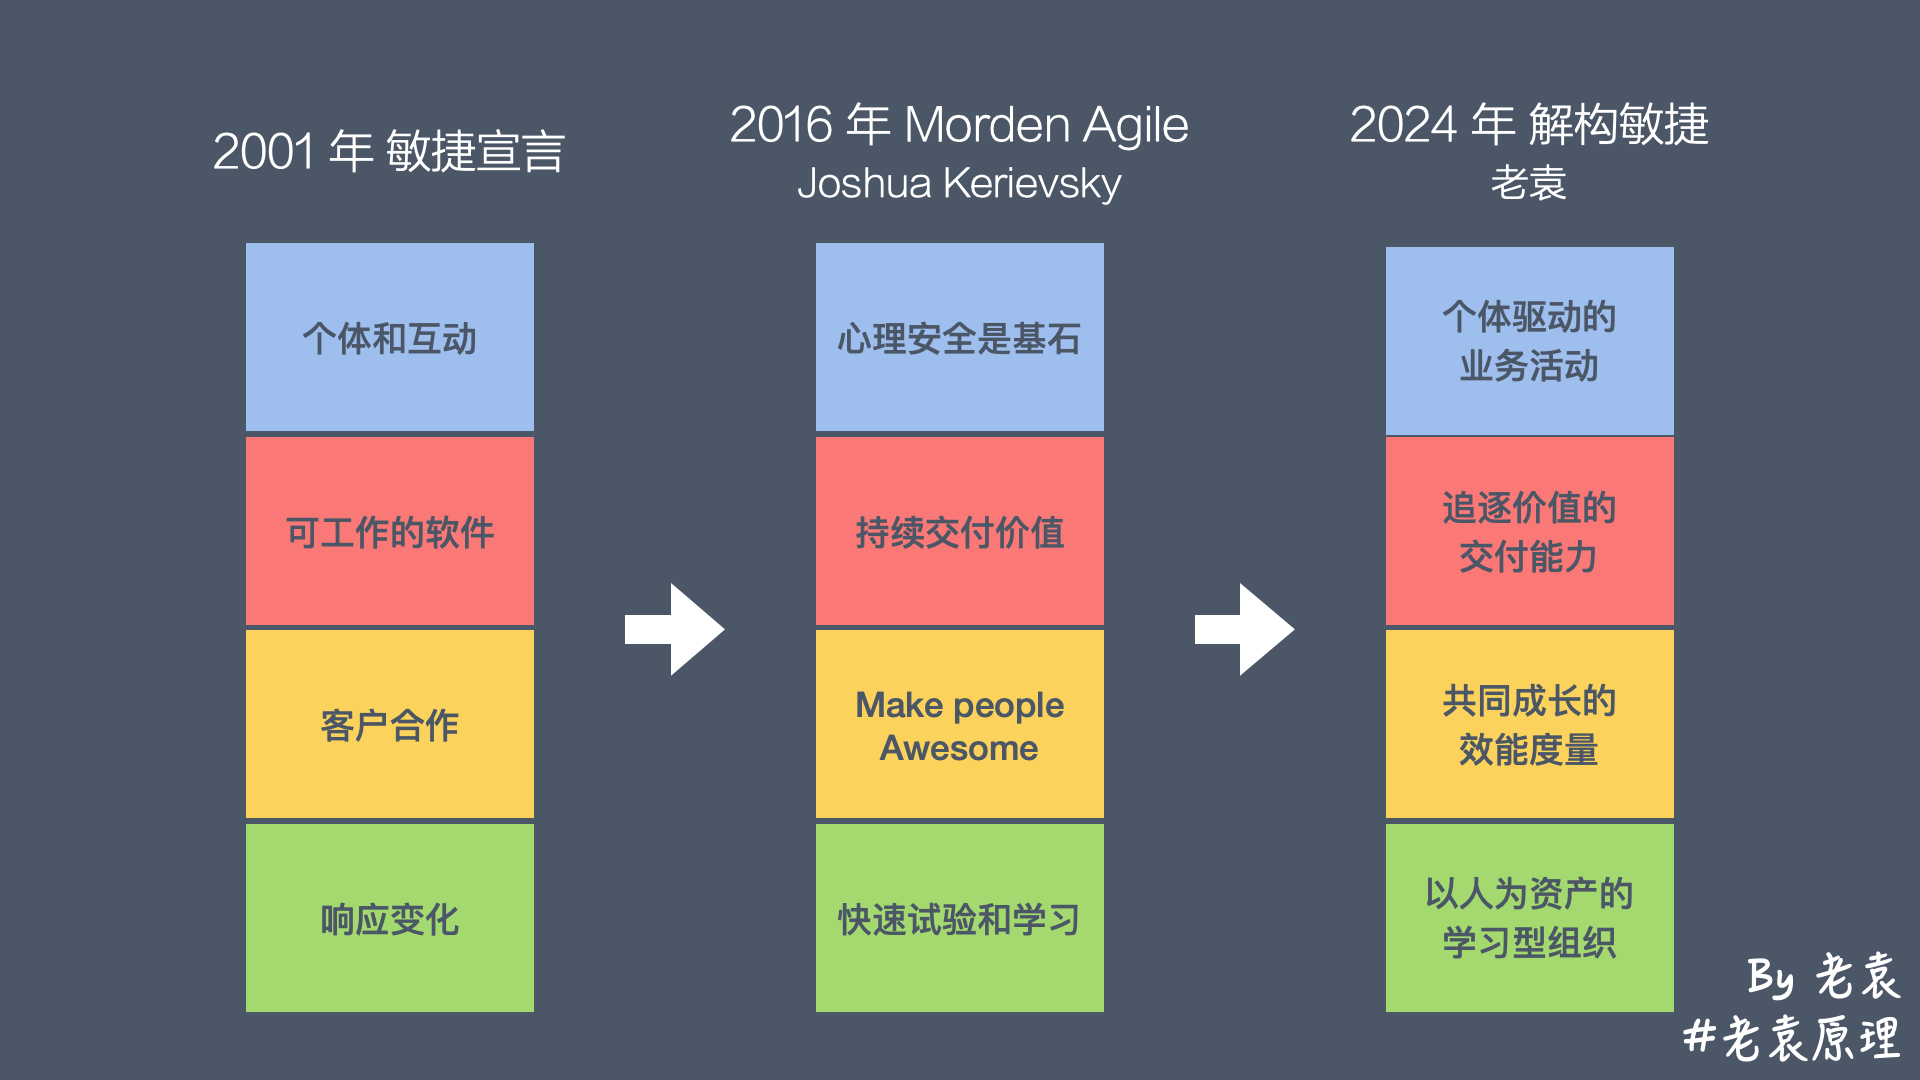 2001 年 敏捷宣言
个体和互动
可工作的软件
客户合作
响应变化
2016 年 Morden Agile
Joshua Kerievsky
心理安全是基石
持续交付价值
Make people
Awesome
快速试验和学习
2024 年 解构敏捷
老袁
个体驱动的
业务活动
追逐价值的
交付能力
共同成长的
效能度量
以人为资产的
学习型组织
By 老袁
#老袁原理